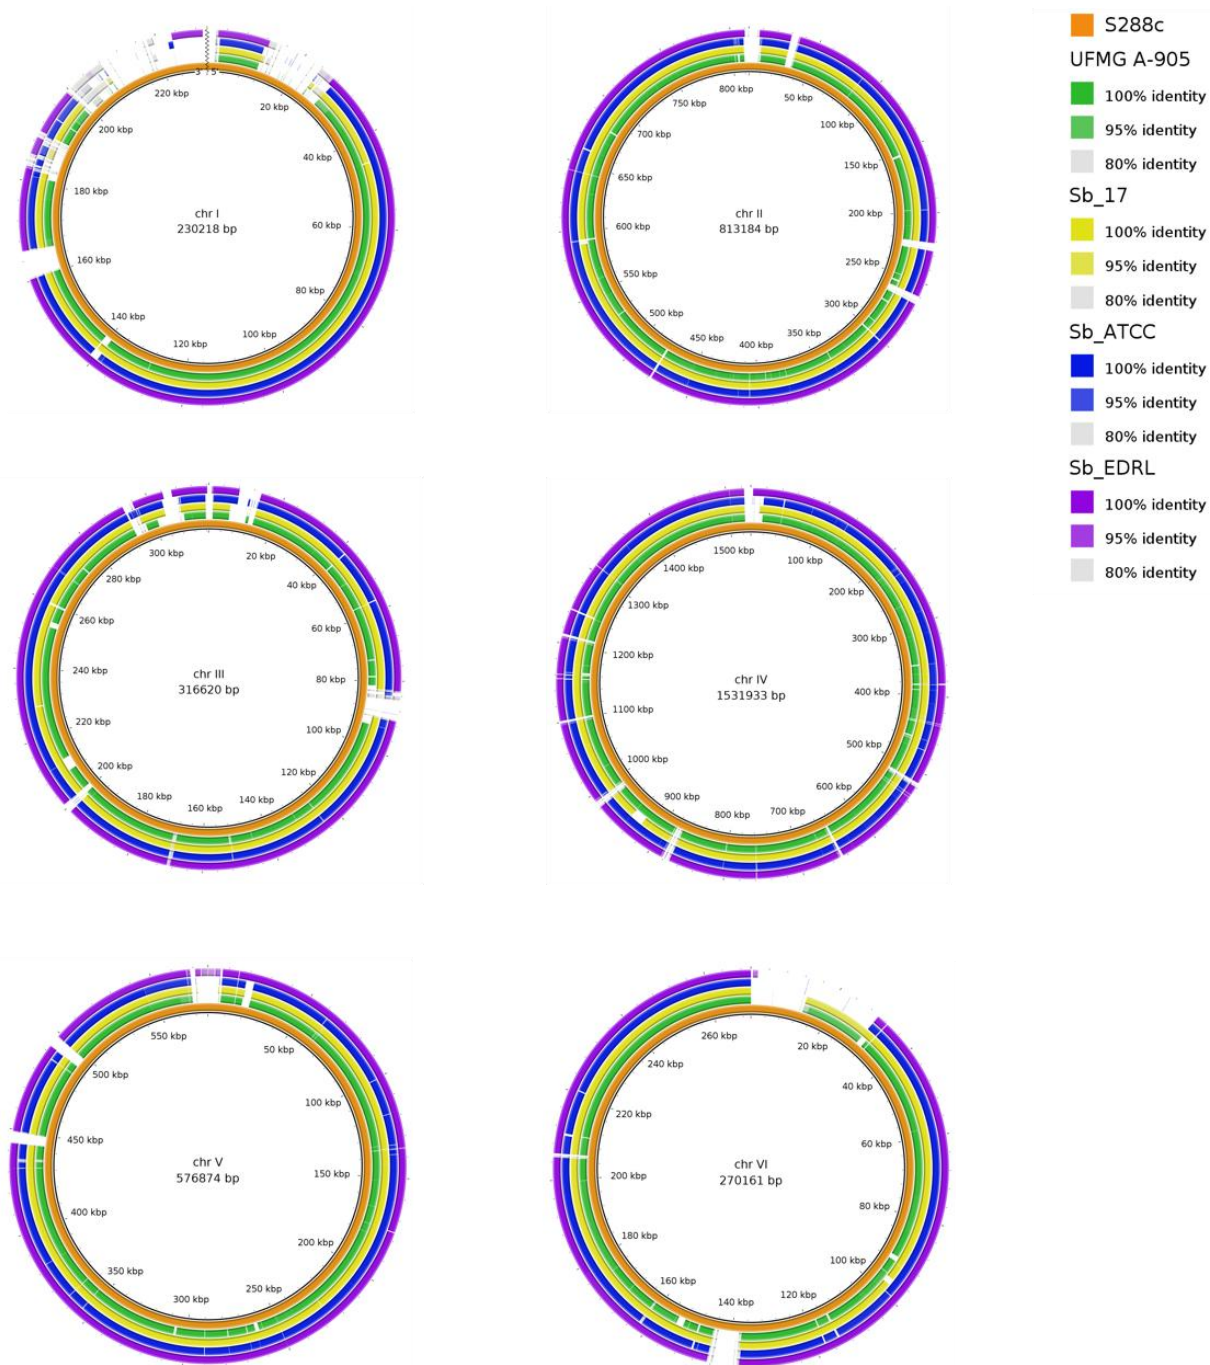 S288c
UFMG A-905
100% identity
95% identity
80% identity
Sb_17
100% identity
95% identity
80% identity
Sb_ATCC
100% identity
95% identity
80% identity
Sb_EDRL
100% identity
95% identity
80% identity
3' 5'
20 kbp
40 kbp
60 kbp
80 kbp
100 kbp
120 kbp
140 kbp
160 kbp
180 kbp
200 kbp
220 kbp
chr I
230218 bp
50 kbp
100 kbp
150 kbp
200 kbp
250 kbp
300 kbp
350 kbp
400 kbp
450 kbp
500 kbp
550 kbp
600 kbp
650 kbp
700 kbp
750 kbp
800 kbp
chr II
813184 bp
20 kbp
40 kbp
60 kbp
80 kbp
100 kbp
120 kbp
140 kbp
160 kbp
180 kbp
200 kbp
220 kbp
240 kbp
260 kbp
280 kbp
300 kbp
chr III
316620 bp
100 kbp
200 kbp
300 kbp
400 kbp
500 kbp
600 kbp
700 kbp
800 kbp
900 kbp
1000 kbp
1100 kbp
1200 kbp
1300 kbp
1400 kbp
1500 kbp
chr IV
1531933 bp
50 kbp
100 kbp
150 kbp
200 kbp
250 kbp
300 kbp
350 kbp
400 kbp
450 kbp
500 kbp
550 kbp
chr V
576874 bp
20 kbp
40 kbp
60 kbp
80 kbp
100 kbp
120 kbp
140 kbp
160 kbp
180 kbp
200 kbp
220 kbp
240 kbp
260 kbp
chr VI
270161 bp